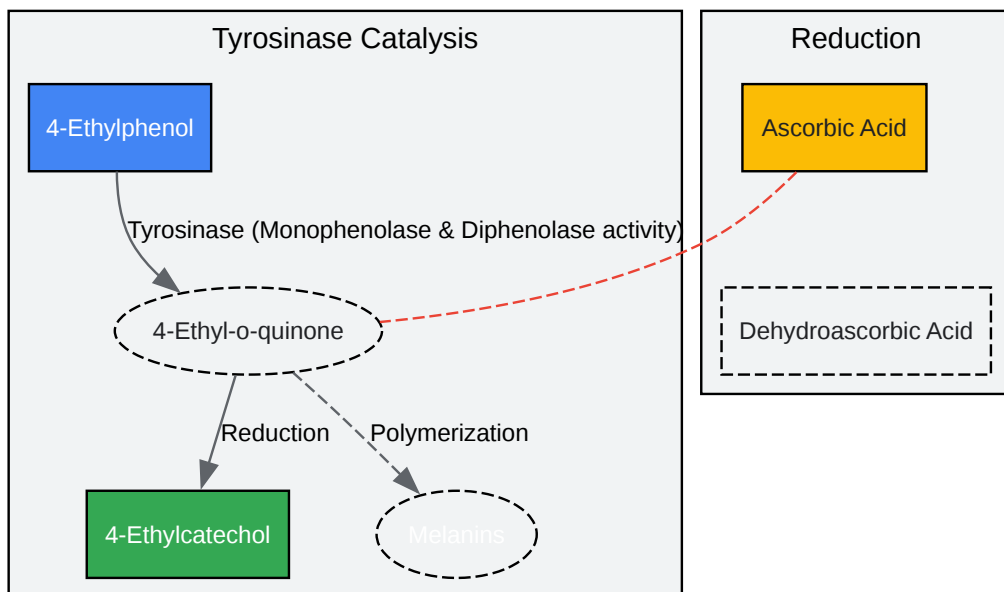 Tyrosinase Catalysis
Reduction
4-Ethylphenol
Ascorbic Acid
Tyrosinase (Monophenolase & Diphenolase activity)
4-Ethyl-o-quinone
Dehydroascorbic Acid
Reduction
Polymerization
4-Ethylcatechol
Melanins